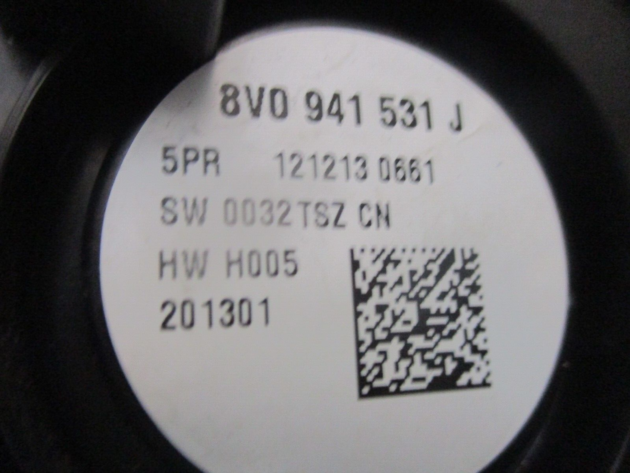 8V0 941 531 J
5PR 121213 0661
SW 0032 TSZ CN
HW H005
201301